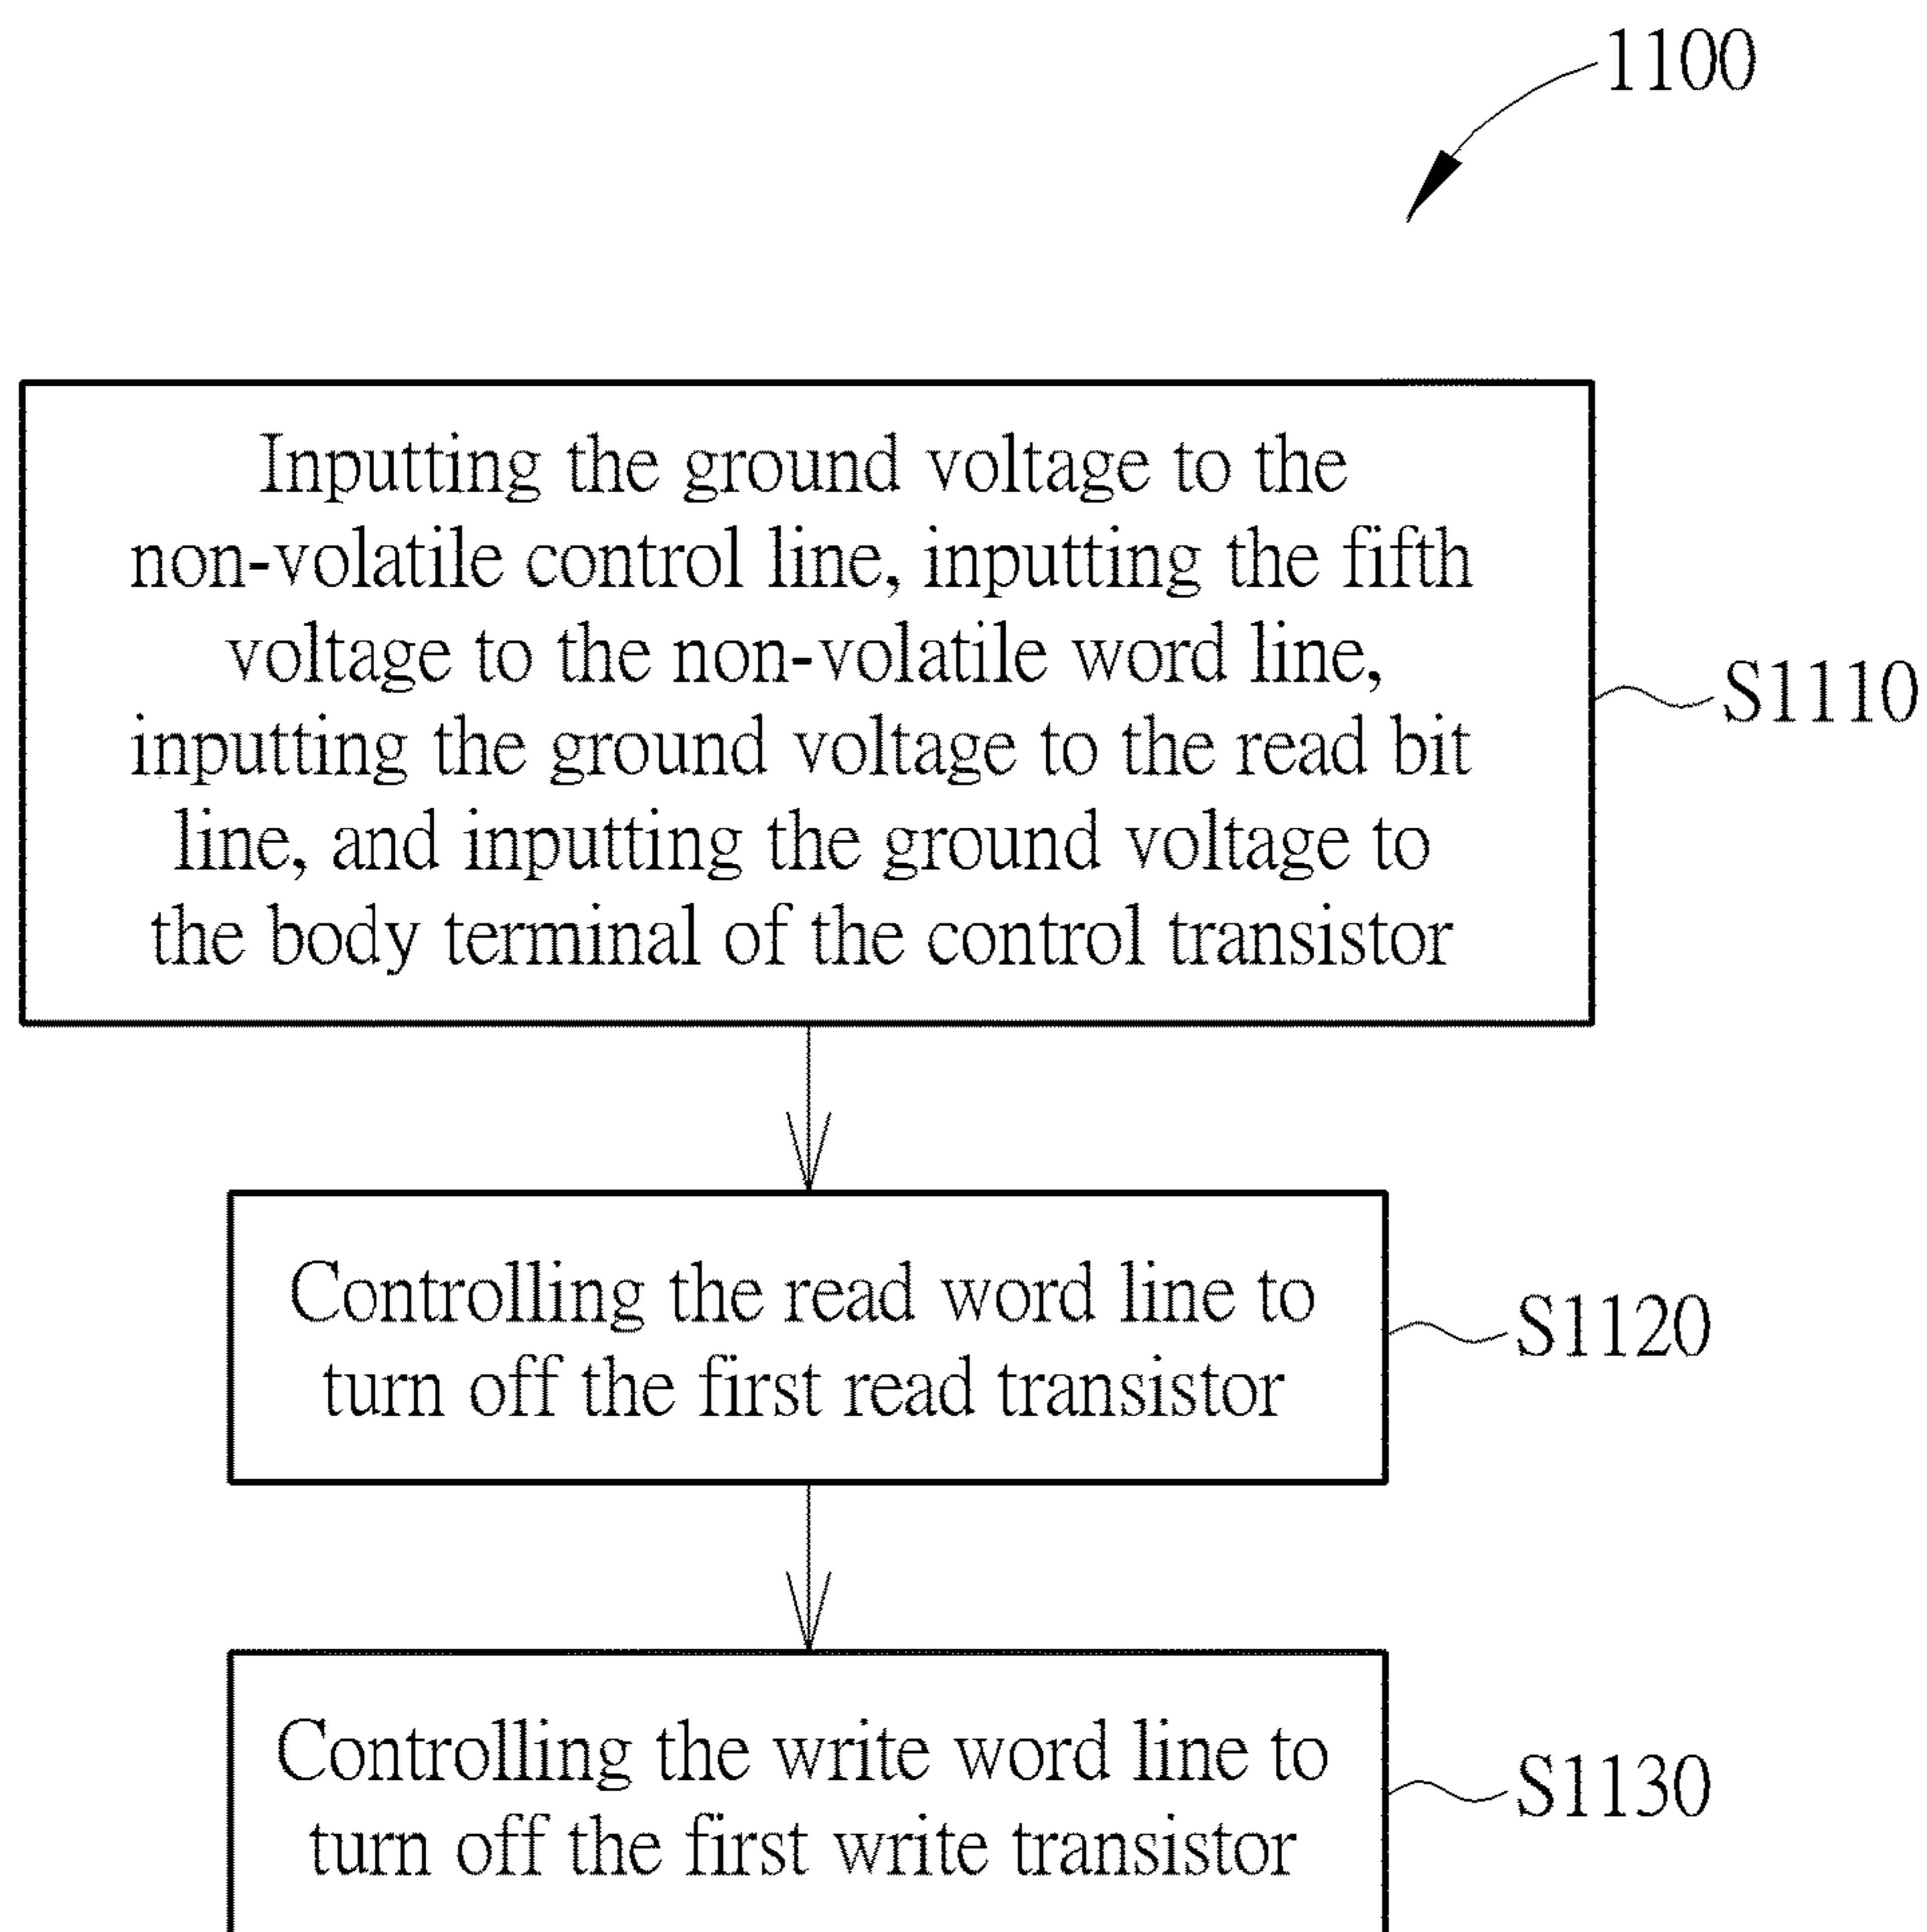 1100
Inputting the ground voltage to the
non-volatile control line, inputting the fifth
voltage to the non-volatile word line,
inputting the ground voltage to the read bit
line, and inputting the ground voltage to
the body terminal of the control transistor
S1110
Controlling the read word line to
turn off the first read transistor
S1120
Controlling the write word line to
turn off the first write transistor
S1130